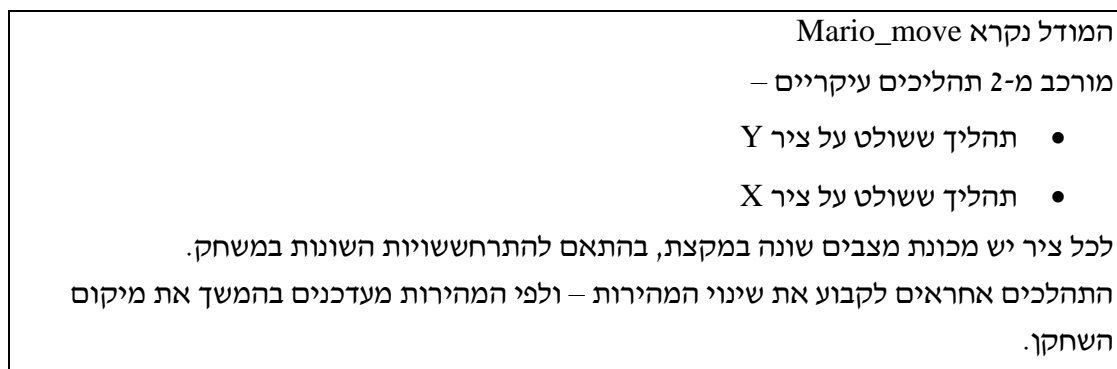 המודל נקרא Mario_move
מורכב מ-2 תהליכים עיקריים –
• תהליך ששולט על ציר Y
• תהליך ששולט על ציר X
לכל ציר יש מכונת מצבים שונה במקצת, בהתאם להתרחששויות השונות במשחק.
התהלכים אחראים לקבוע את שינוי המהירות – ולפי המהירות מעדכנים בהמשך את מיקום
השחקן.